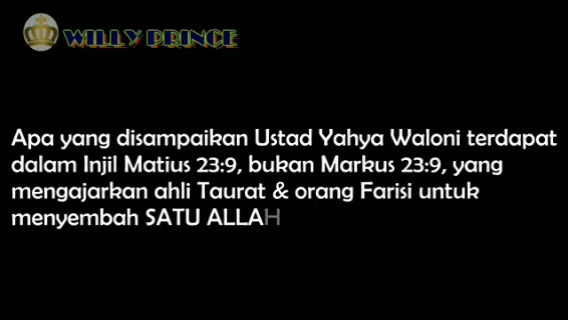 WILLY PRINCE
Apa yang disampaikan Ustad Yahya Waloni terdapat
dalam Injil Matius 23:9, bukan Markus 23:9, yang
mengajarkan ahli Taurat & orang Farisi untuk
menyembah SATU ALLAH